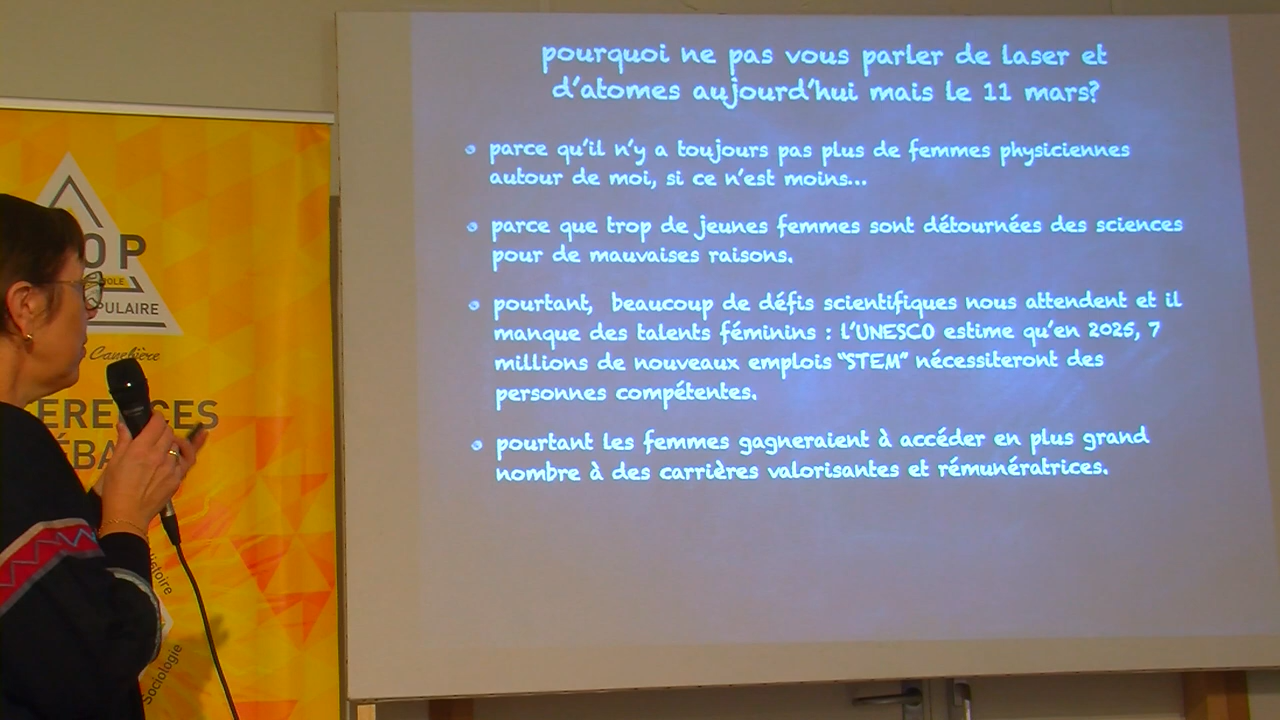 pourquoi ne pas vous parler de laser et
d'atomes aujourd'hui mais le 11 mars?
parce qu'il n'y a toujours pas plus de femmes physiciennes
autour de moi, si ce n'est moins...
parce que trop de jeunes femmes sont détournées des sciences
pour de mauvaises raisons.
pourtant, beaucoup de défis scientifiques nous attendent et il
manque des talents féminins : l'UNESCO estime qu'en 2025, 7
millions de nouveaux emplois "STEM" nécessiteront des
personnes compétentes.
pourtant les femmes gagneraient à accéder en plus grand
nombre à des carrières valorisantes et rémunératrices.
OP
PULAIRE
Canebière
ERENCES
ÉBA
istoire
Sociologie